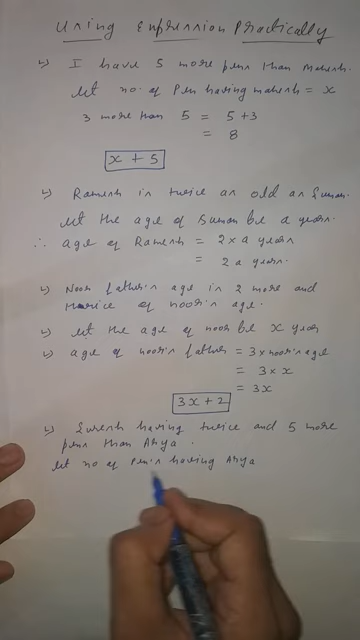 Using Expression Practically
↳ I have 5 more pens than Mahesh.
let no. of Pen having mahesh = x
3 more than 5 = 5+3
= 8
x + 5
↳ Ramesh is twice as old as Suman.
let the age of Suman be a years.
∴ age of Ramesh = 2 x a years
= 2 a years.
↳ Noor father's age is 2 more and
thrice of noor's age.
↳ let the age of noor be x years
↳ age of noor's father = 3 x noor's age
= 3 x x
= 3x
3x + 2
↳ Suresh having twice and 5 more
pens than Arya.
let no of Pen's having Arya